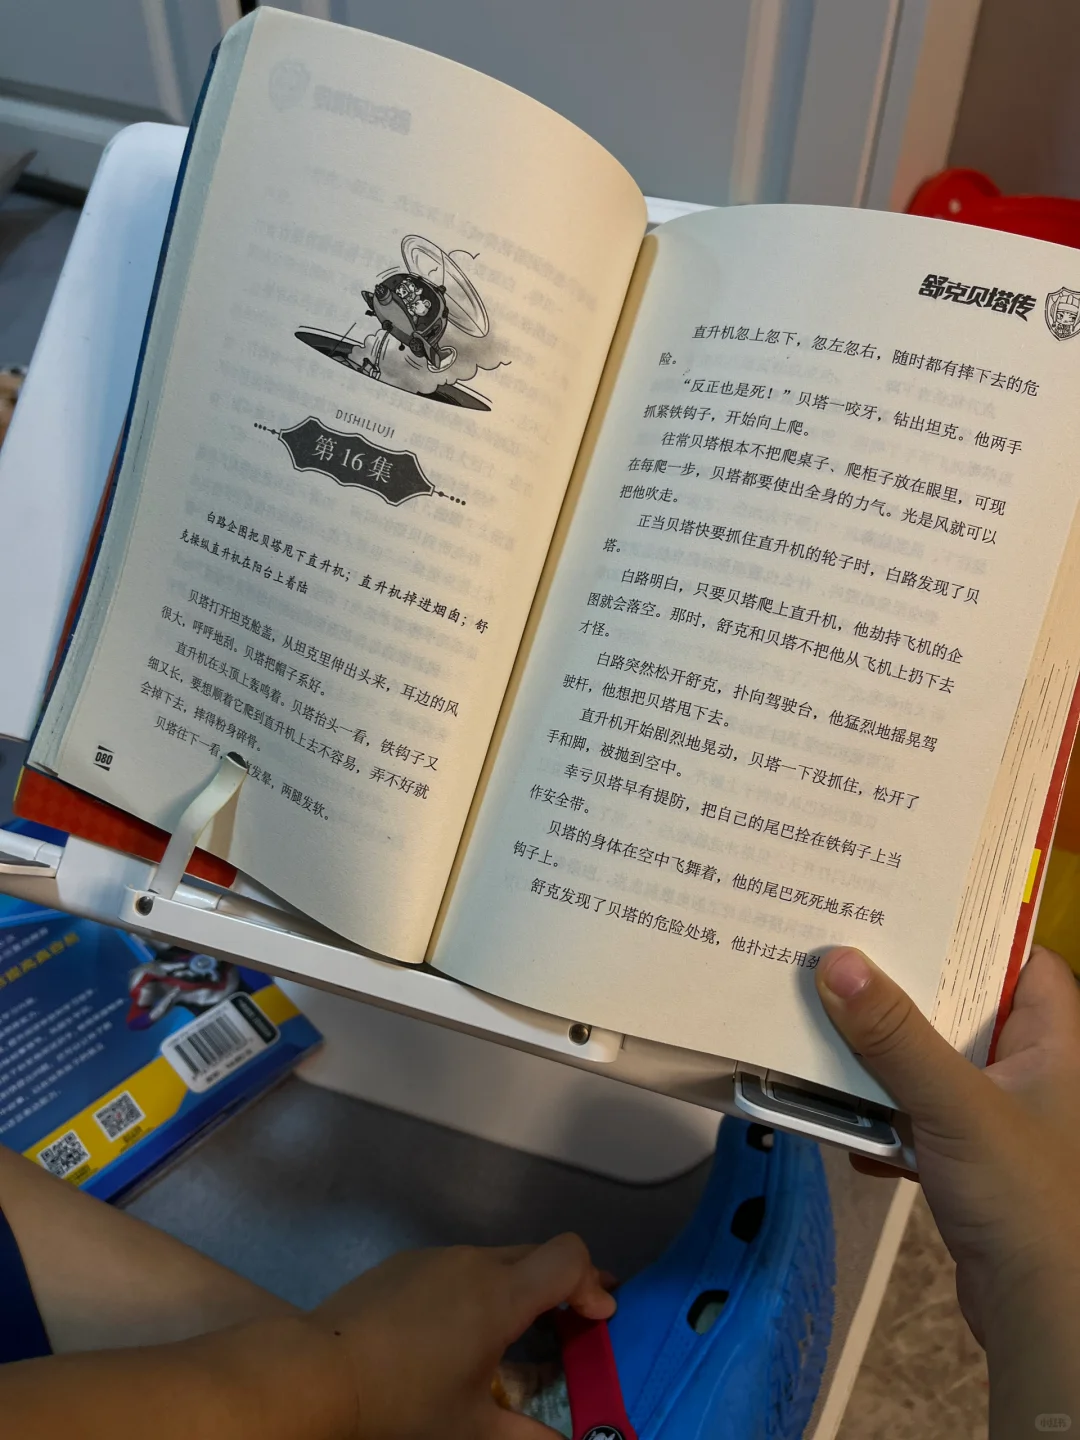 DISHILIUJI
第 16 集
白路企图把贝塔甩下直升机；直升机掉进烟囱；舒
克操纵直升机在阳台上着陆
贝塔打开坦克舱盖，从坦克里伸出头来，耳边的风
很大，呼呼地刮。贝塔把帽子系好。
直升机在头顶上轰鸣着。贝塔抬头一看，铁钩子又
细又长，要想顺着它爬到直升机上去不容易，弄不好就
会掉下去，摔得粉身碎骨。
贝塔往下一看，发晕，两腿发软。
080
舒克贝塔传
直升机忽上忽下，忽左忽右，随时都有摔下去的危
险。
“反正也是死！”贝塔一咬牙，钻出坦克。他两手
抓紧铁钩子，开始向上爬。
往常贝塔根本不把爬桌子、爬柜子放在眼里，可现
在每爬一步，贝塔都要使出全身的力气。光是风就可以
把他吹走。
正当贝塔快要抓住直升机的轮子时，白路发现了贝
塔。
白路明白，只要贝塔爬上直升机，他劫持飞机的企
图就会落空。那时，舒克和贝塔不把他从飞机上扔下去
才怪。
白路突然松开舒克，扑向驾驶台，他猛烈地摇晃驾
驶杆，他想把贝塔甩下去。
直升机开始剧烈地晃动，贝塔一下没抓住，松开了
手和脚，被抛到空中。
幸亏贝塔早有提防，把自己的尾巴拴在铁钩子上当
作安全带。
贝塔的身体在空中飞舞着，他的尾巴死死地系在铁
钩子上。
舒克发现了贝塔的危险处境，他扑过去用
小红书